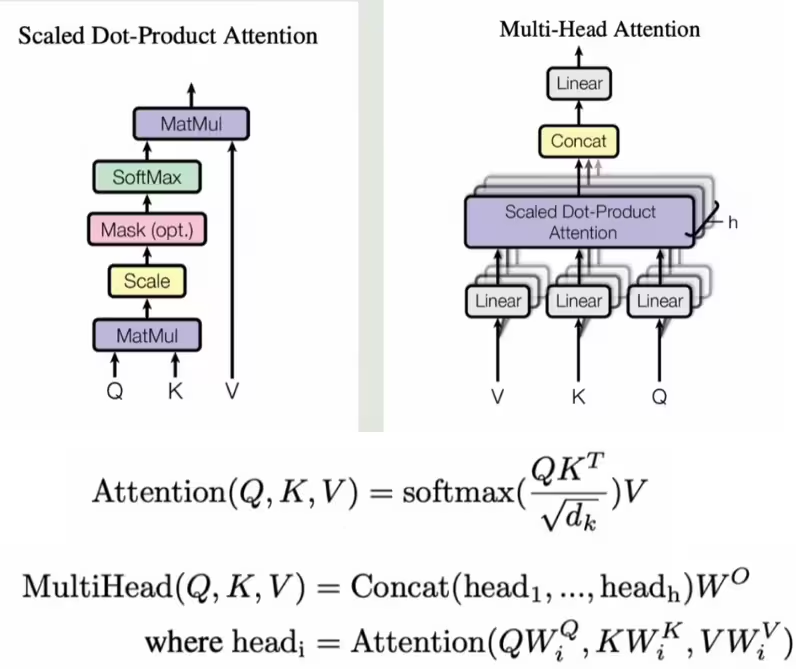 Scaled Dot-Product Attention
MatMul
SoftMax
Mask (opt.)
Scale
MatMul
Q K V
Multi-Head Attention
Linear
Concat
Scaled Dot-Product
Attention
h
Linear Linear Linear
V K Q
Attention(Q, K, V) = softmax(QK^T/√d_k)V
MultiHead(Q, K, V) = Concat(head_1, ..., head_h)W^O
where head_i = Attention(QW_i^Q, KW_i^K, VW_i^V)